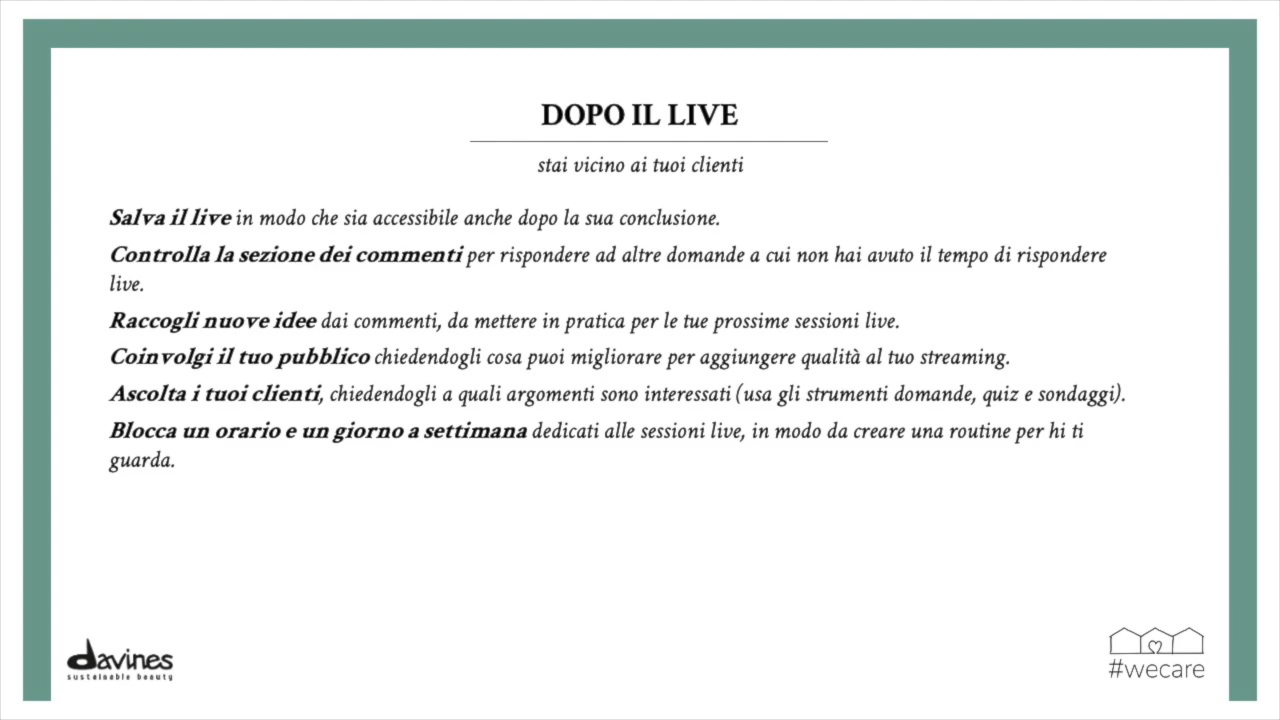 DOPO IL LIVE
stai vicino ai tuoi clienti
Salva il live in modo che sia accessibile anche dopo la sua conclusione.
Controlla la sezione dei commenti per rispondere ad altre domande a cui non hai avuto il tempo di rispondere
live.
Raccogli nuove idee dai commenti, da mettere in pratica per le tue prossime sessioni live.
Coinvolgi il tuo pubblico chiedendogli cosa puoi migliorare per aggiungere qualità al tuo streaming.
Ascolta i tuoi clienti, chiedendogli a quali argomenti sono interessati (usa gli strumenti domande, quiz e sondaggi).
Blocca un orario e un giorno a settimana dedicati alle sessioni live, in modo da creare una routine per hi ti
guarda.
davines
sustainable beauty
#wecare